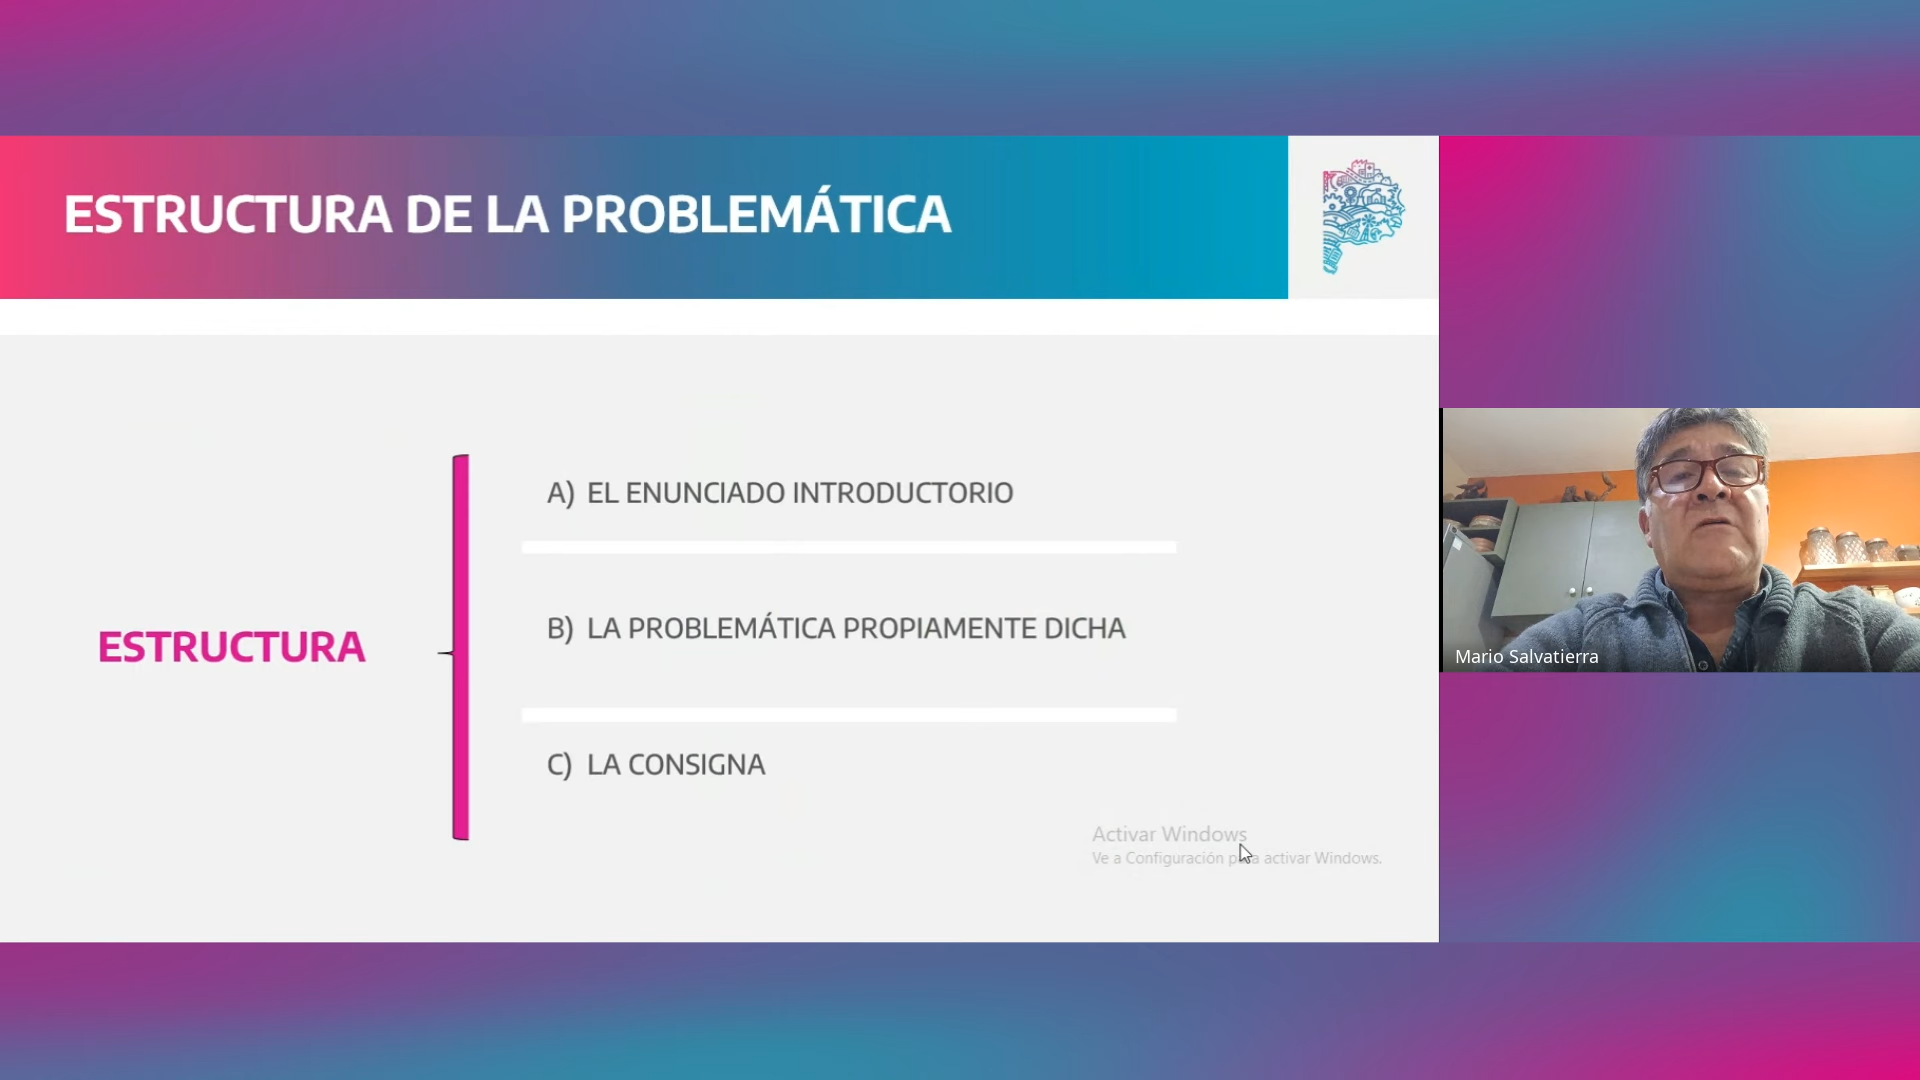 ESTRUCTURA DE LA PROBLEMÁTICA
A) EL ENUNCIADO INTRODUCTORIO
B) LA PROBLEMÁTICA PROPIAMENTE DICHA
ESTRUCTURA
C) LA CONSIGNA
Activar Windows
Ve a Configuración para activar Windows.
Mario Salvatierra